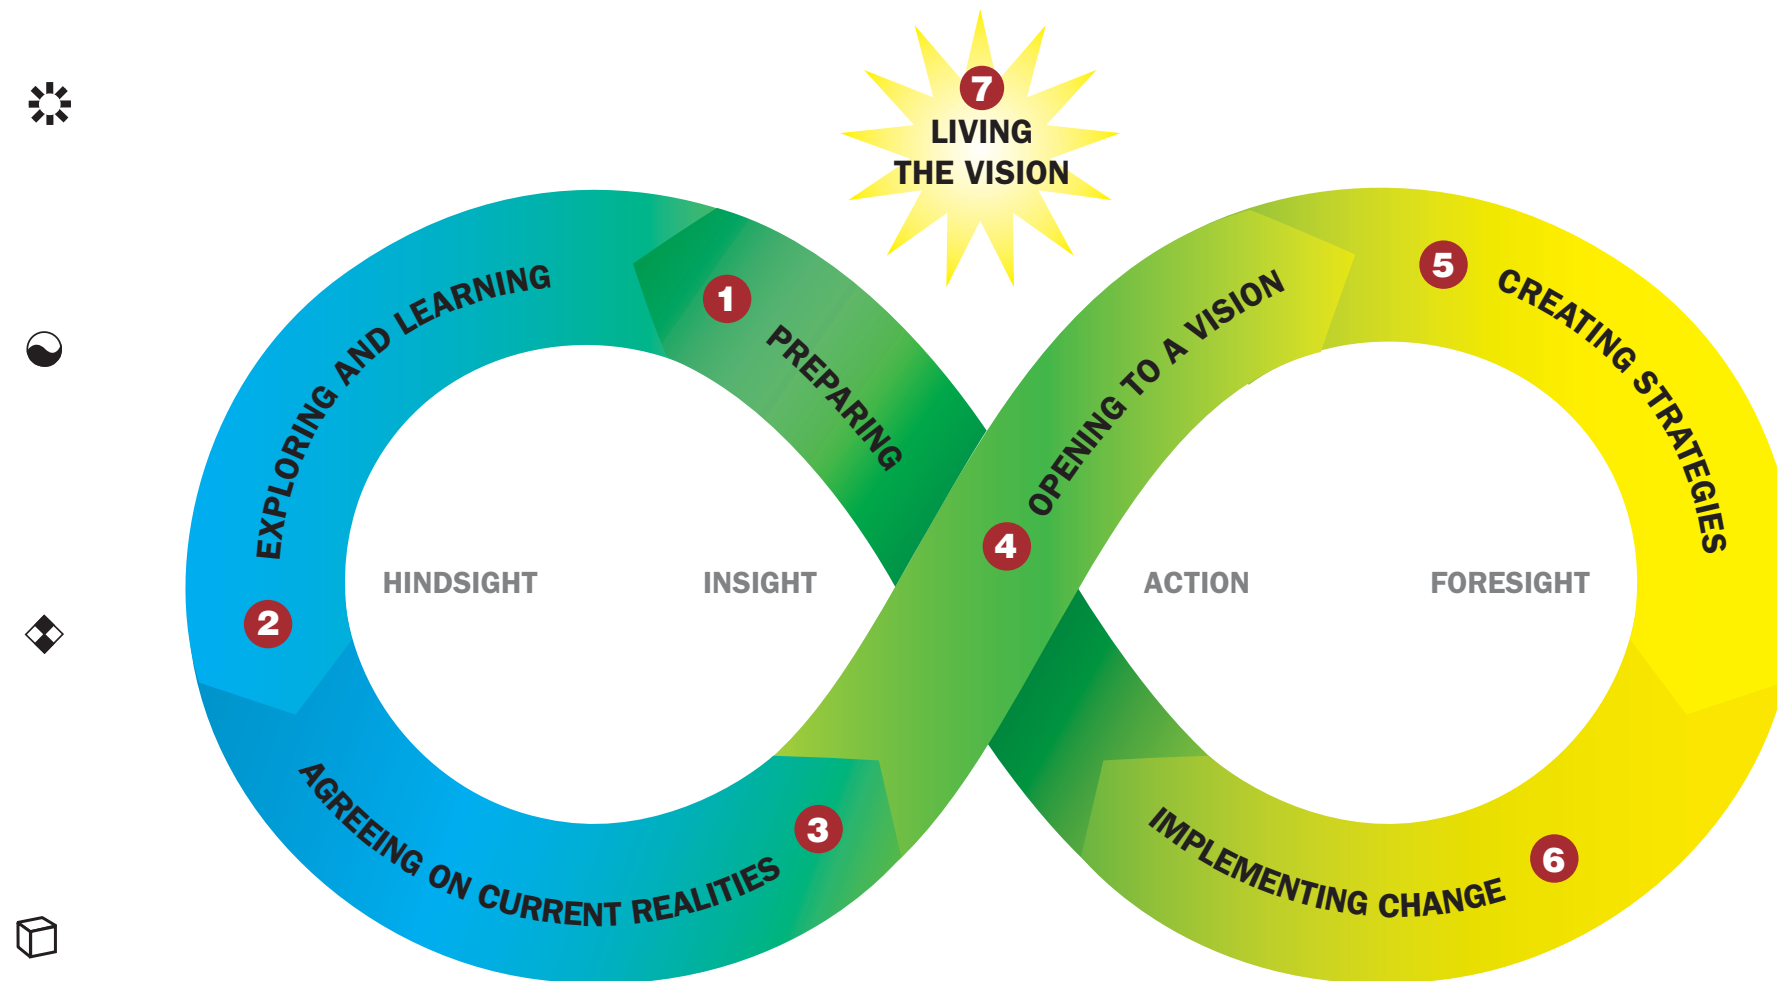 7
LIVING
THE VISION
1
PREPARING
2
EXPLORING AND LEARNING
3
AGREEING ON CURRENT REALITIES
4
OPENING TO A VISION
5
CREATING STRATEGIES
6
IMPLEMENTING CHANGE
HINDSIGHT
INSIGHT
ACTION
FORESIGHT